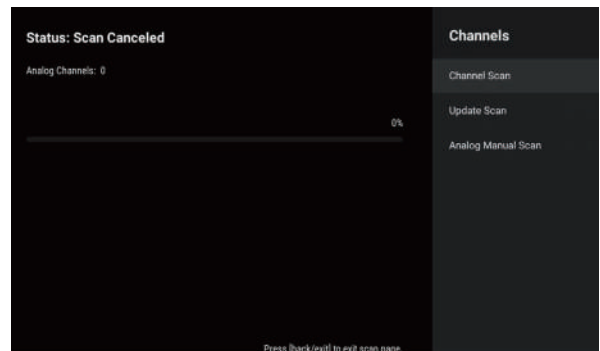 Status: Scan Canceled
Analog Channels: 0
0%
Press [back/exit] to exit scan page
Channels
Channel Scan
Update Scan
Analog Manual Scan